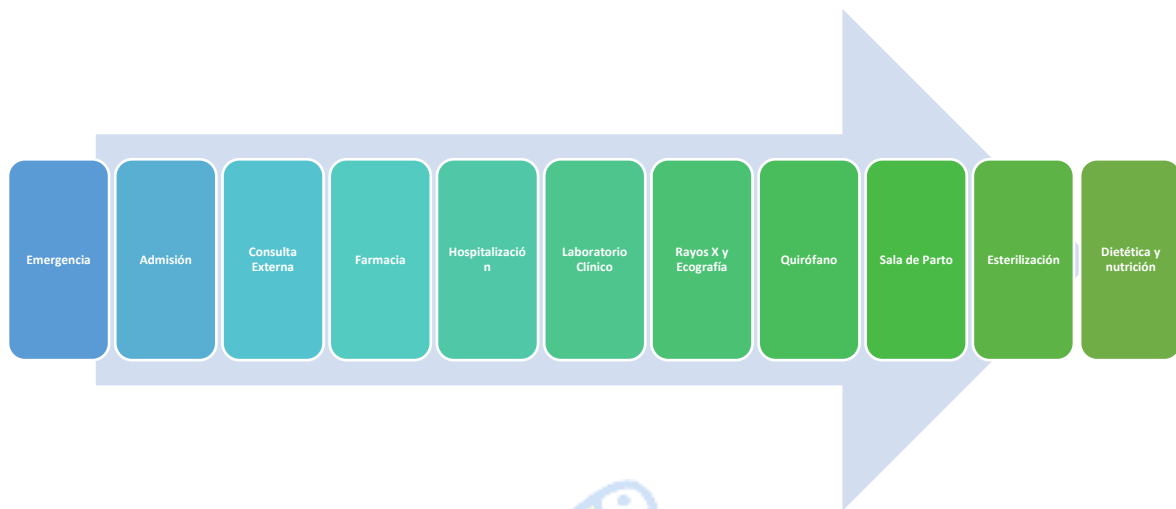 Emergencia
Admisión
Consulta
Externa
Farmacia
Hospitalizació
n
Laboratorio
Clínico
Rayos X y
Ecografía
Quirófano
Sala de Parto
Esterilización
Dietética y
nutrición